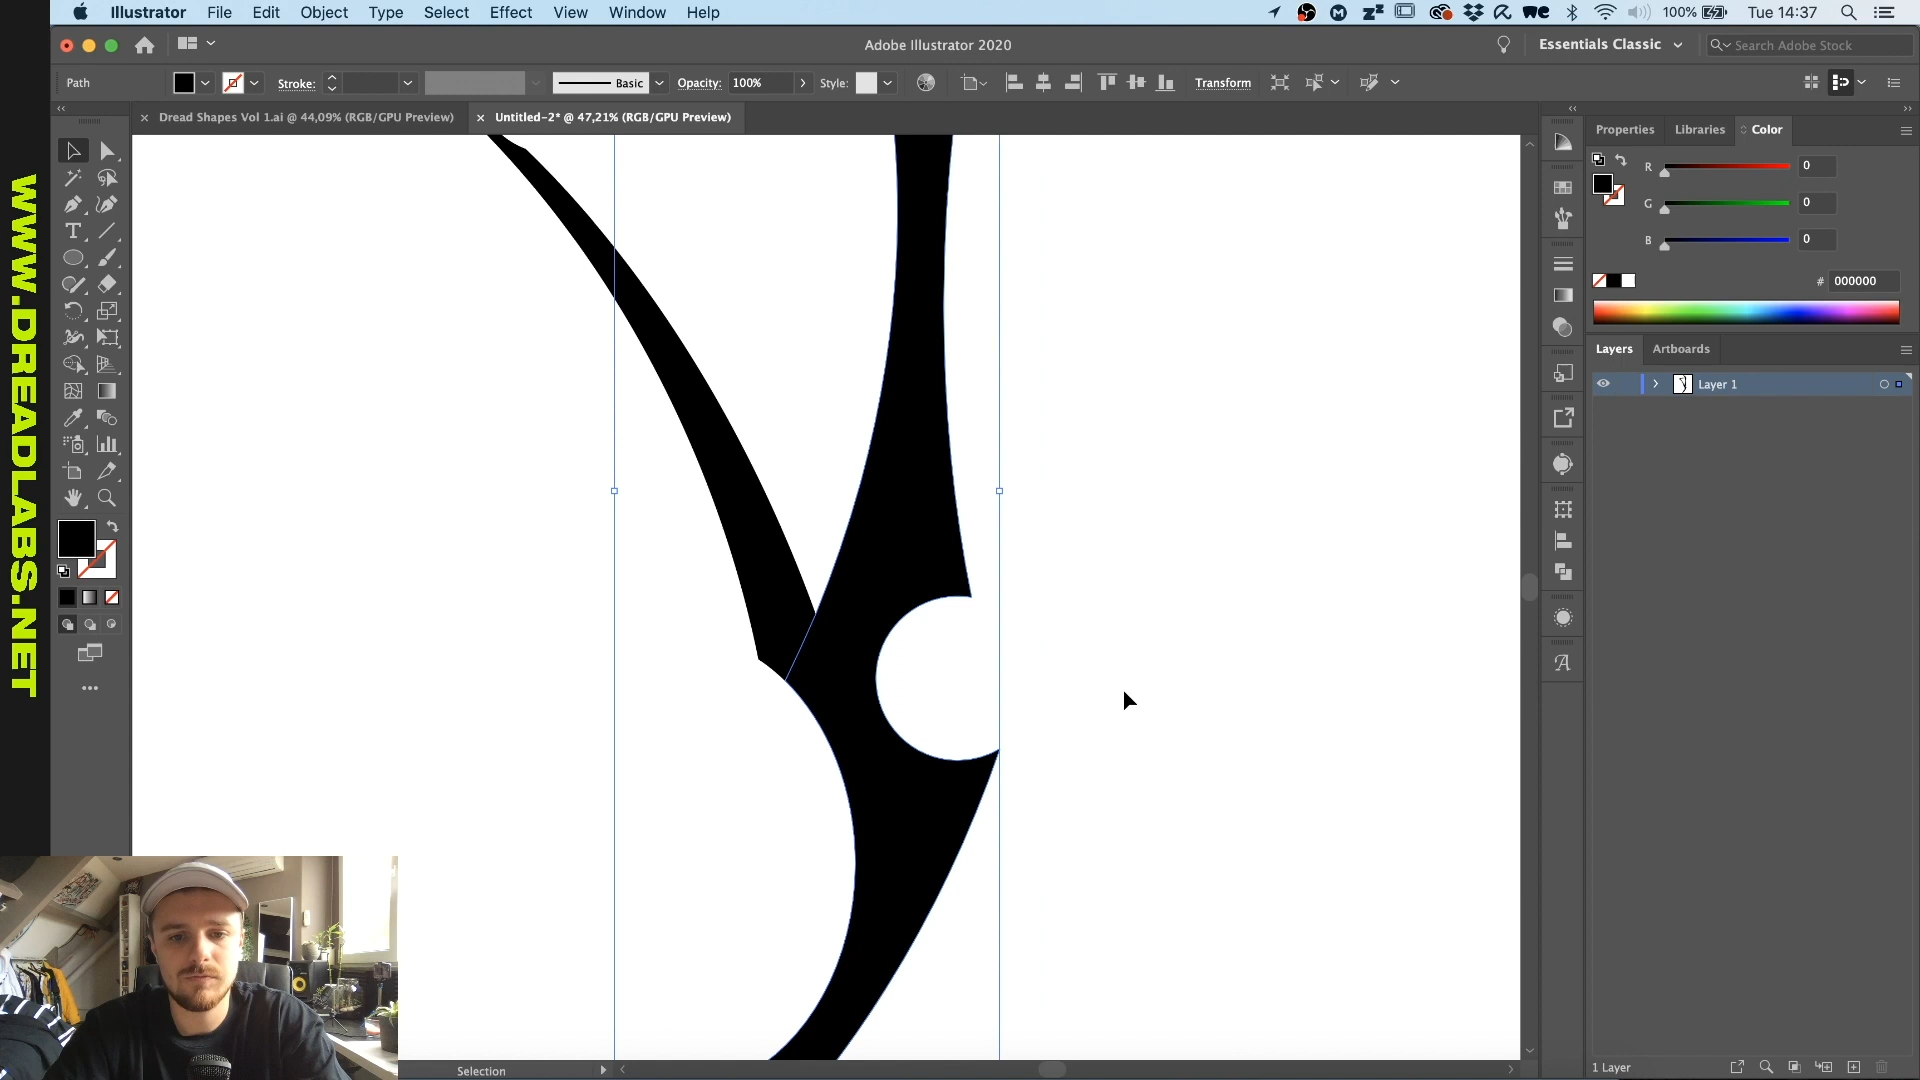 Illustrator File Edit Object Type Select Effect View Window Help
100% Tue 14:37
Adobe Illustrator 2020
Essentials Classic
Search Adobe Stock
Path
Stroke:
Basic
Opacity: 100%
Style:
Transform
Dread Shapes Vol 1.ai @ 44,09% (RGB/GPU Preview)
Untitled-2* @ 47,21% (RGB/GPU Preview)
Properties Libraries Color
R 0
G 0
B 0
# 000000
Layers Artboards
Layer 1
WWW.DREADLABS.NET
Selection
1 Layer